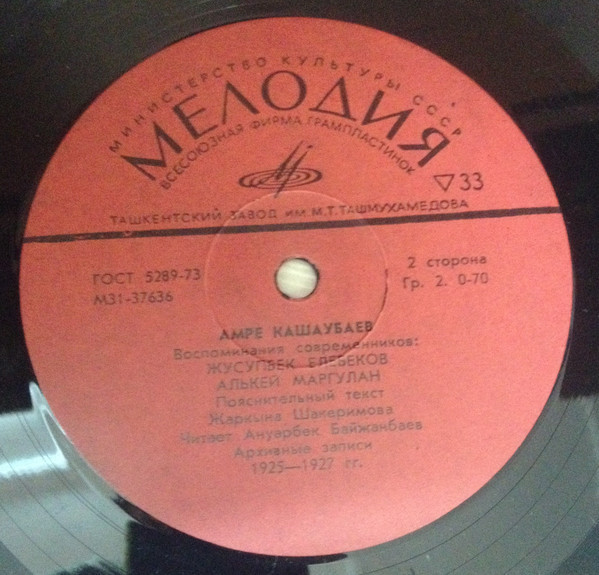 МИНИСТЕРСТВО КУЛЬТУРЫ СССР
МЕЛОДИЯ
ВСЕСОЮЗНАЯ ФИРМА ГРАМПЛАСТИНОК
33
ТАШКЕНТСКИЙ ЗАВОД ИМ. М.Т.ТАШМУХАМЕДОВА
ГОСТ 5289-73
М31-37636
2 сторона
Гр. 2. 0-70
АМРЕ КАШАУБАЕВ
Воспоминания современников:
ЖУСУПБЕК ЕЛЕБЕКОВ
АЛЬКЕЙ МАРГУЛАН
Пояснительный текст
Жаркына Шакеримова
Читает Ануарбек Байжанбаев
Архивные записи
1925—1927 гг.